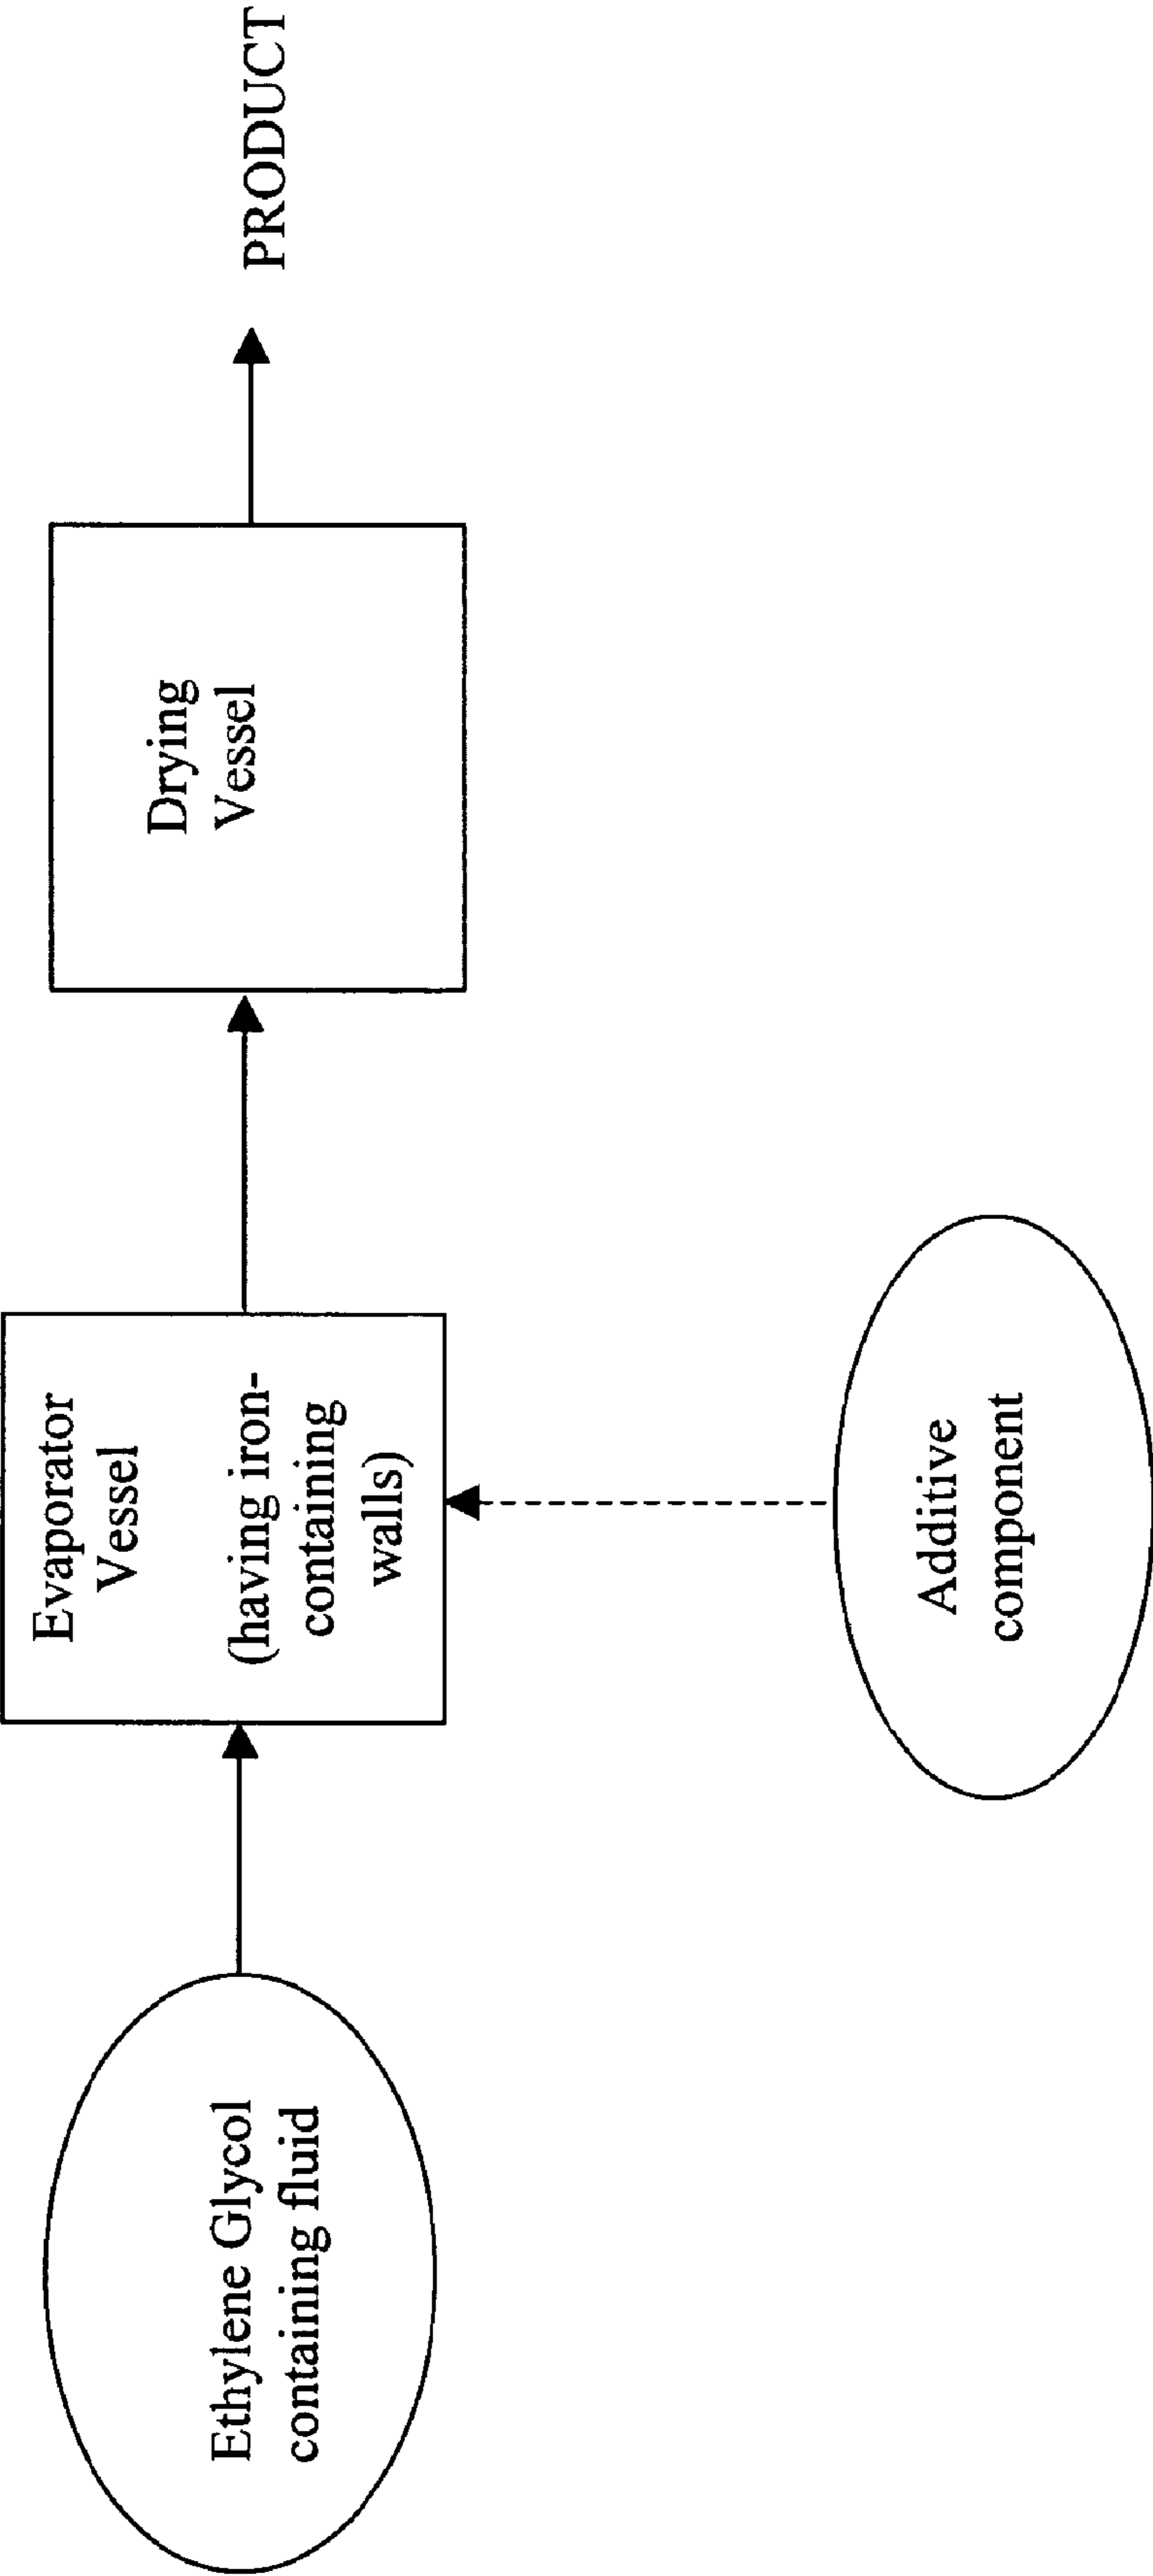 Ethylene Glycol
containing fluid
Evaporator
Vessel
(having iron-
containing
walls)
Additive
component
Drying
Vessel
PRODUCT